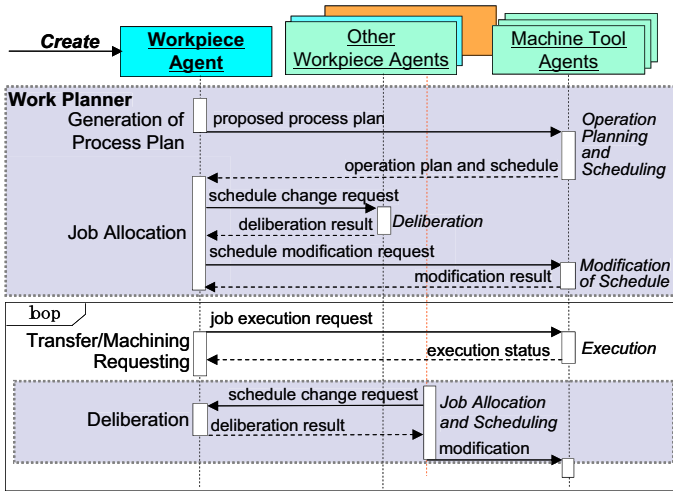 Create
Workpiece
Agent
Other
Workpiece Agents
Machine Tool
Agents
Work Planner
Generation of
Process Plan
proposed process plan
Operation
Planning
and
Scheduling
operation plan and schedule
schedule change request
deliberation result
Deliberation
Job Allocation
schedule modification request
modification result
Modification
of Schedule
loop
job execution request
Transfer/Machining
Requesting
execution status
Execution
schedule change request
Job Allocation
and Scheduling
Deliberation
deliberation result
modification